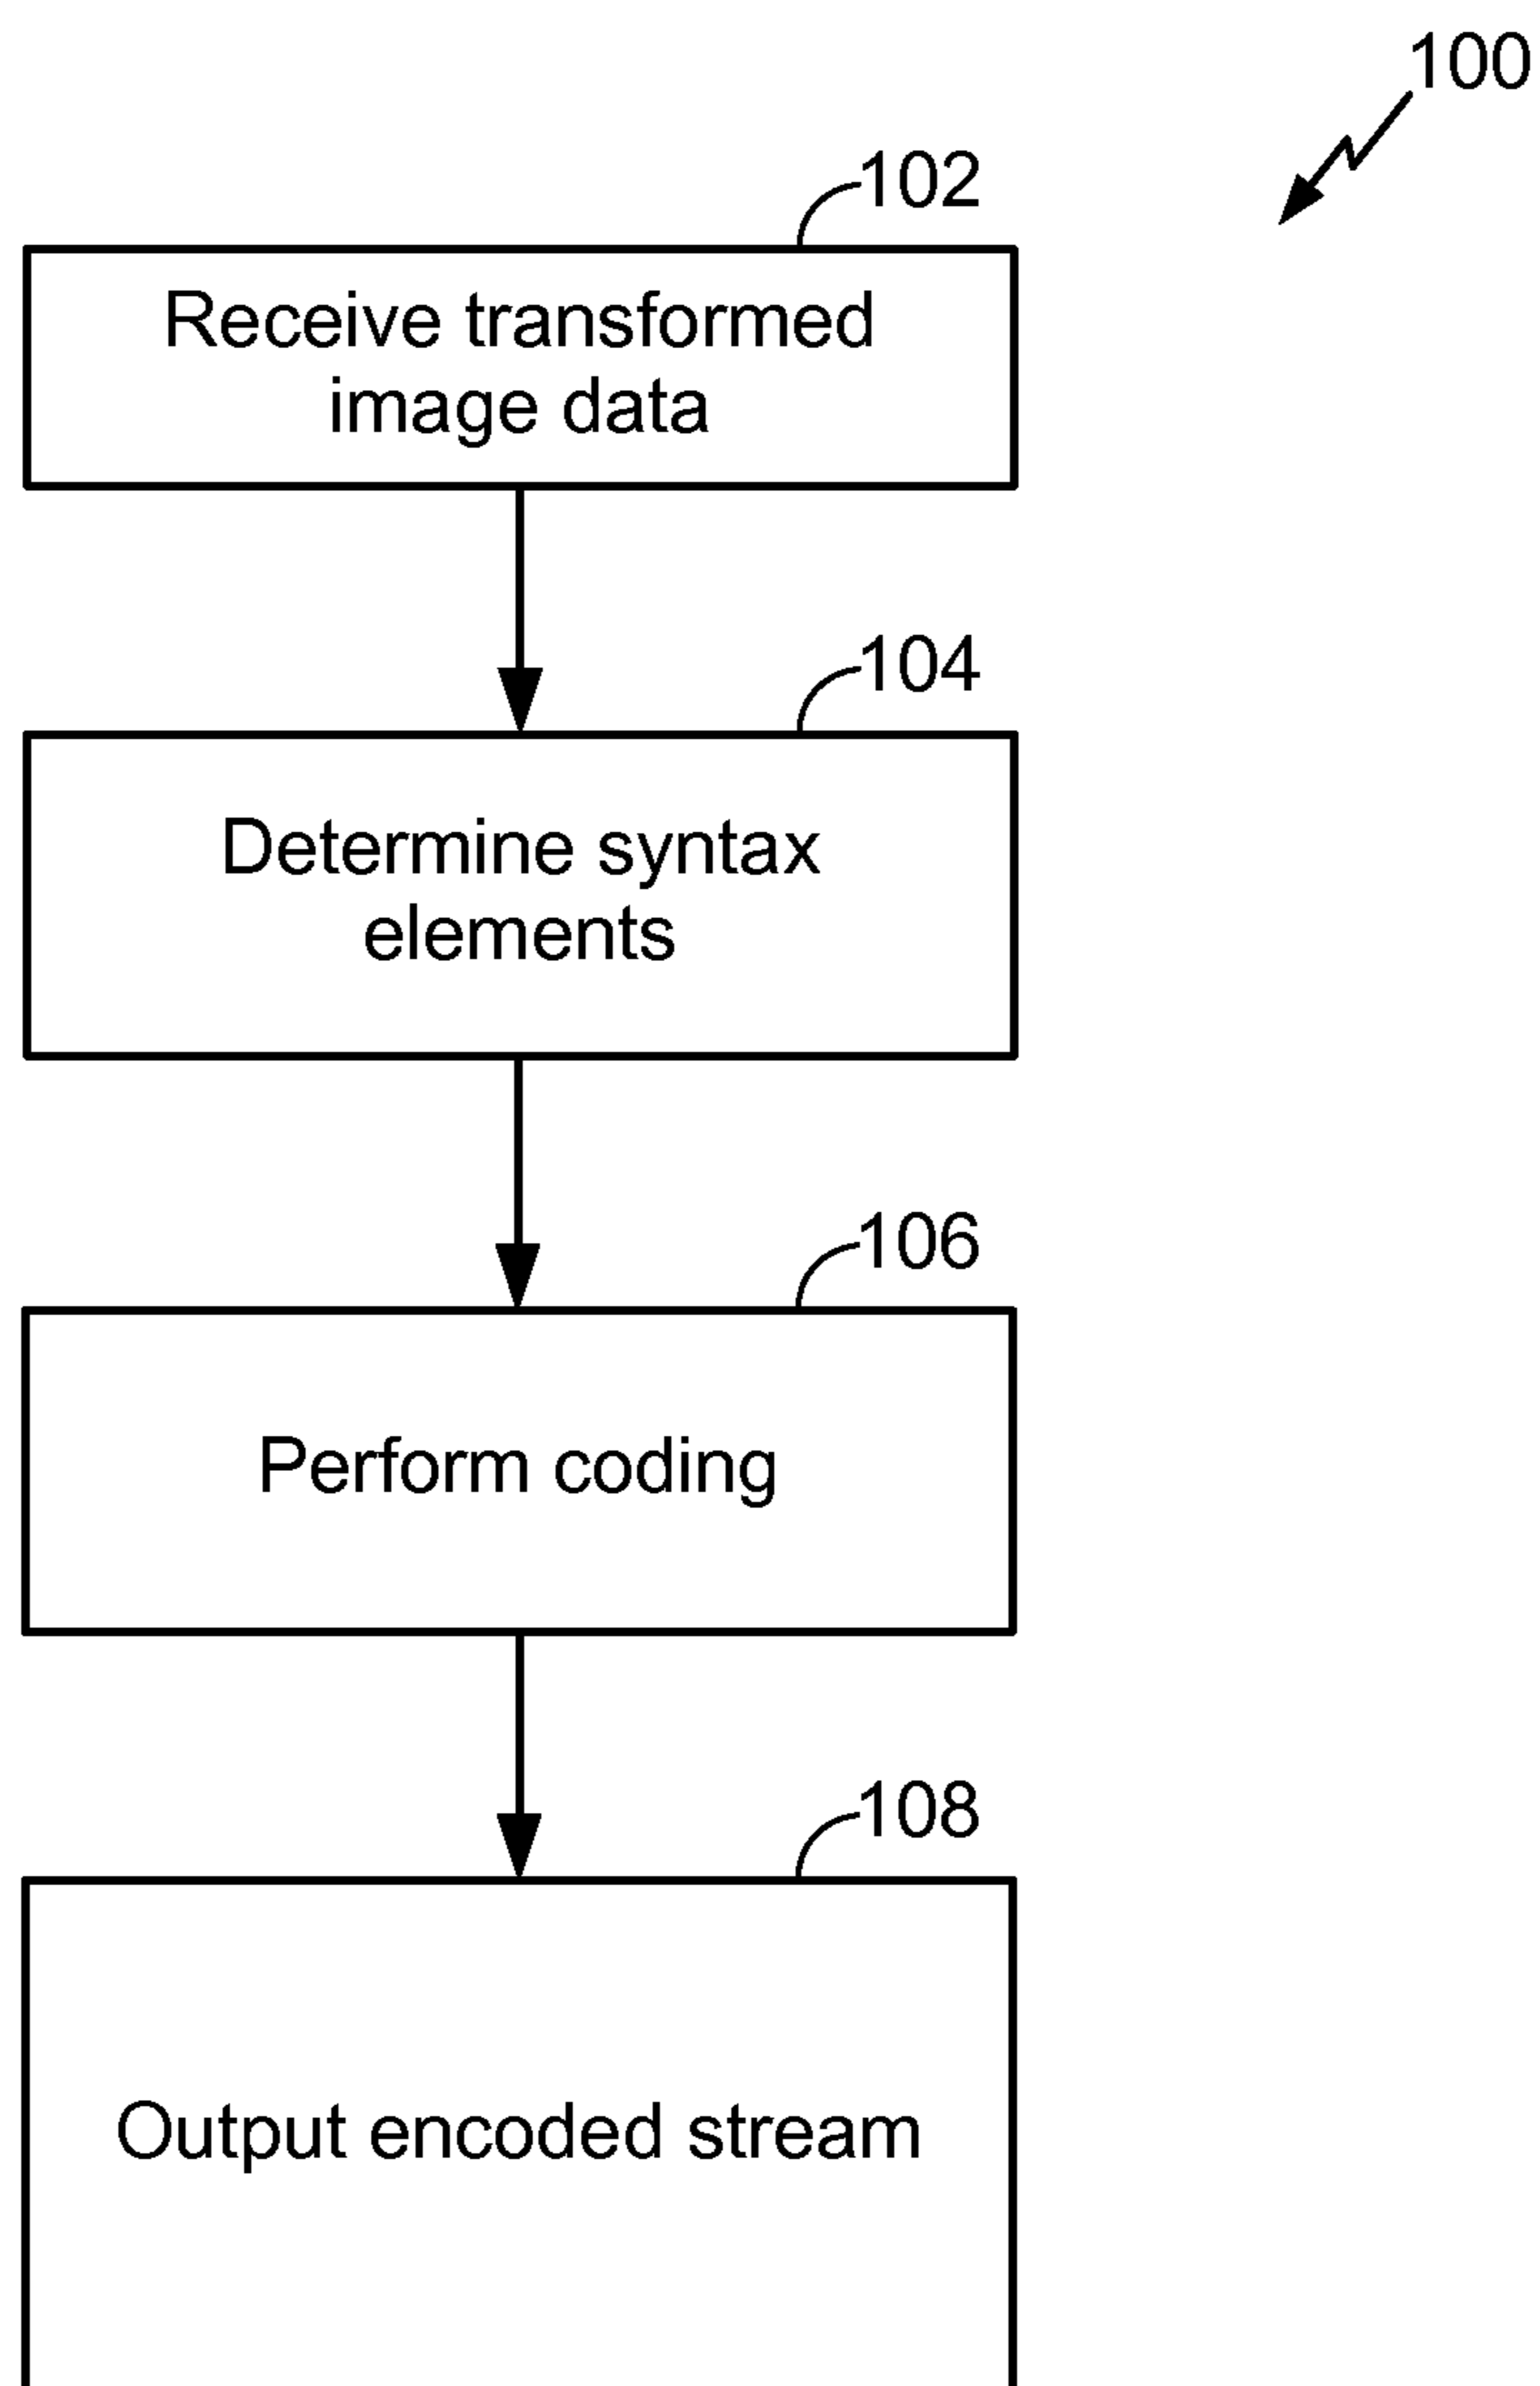 100
102
Receive transformed
image data
104
Determine syntax
elements
106
Perform coding
108
Output encoded stream